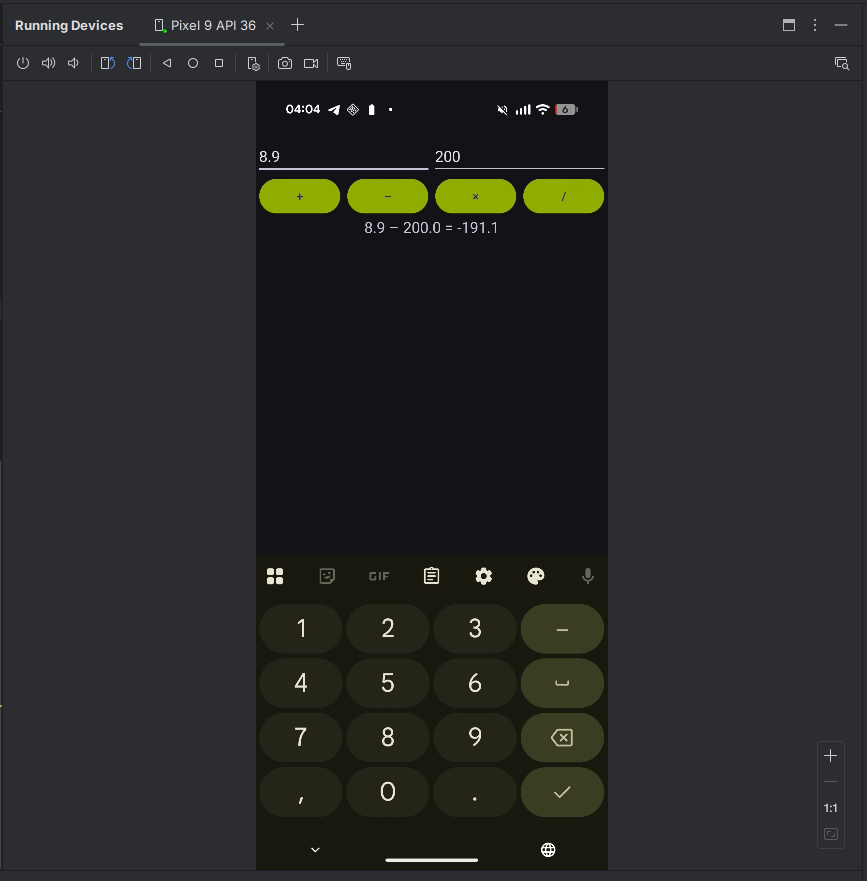 Running Devices
Pixel 9 API 36
04:04
6
8.9 200
+ − × /
8.9 − 200.0 = -191.1
GIF
1 2 3 −
4 5 6
7 8 9
, 0 .
1:1